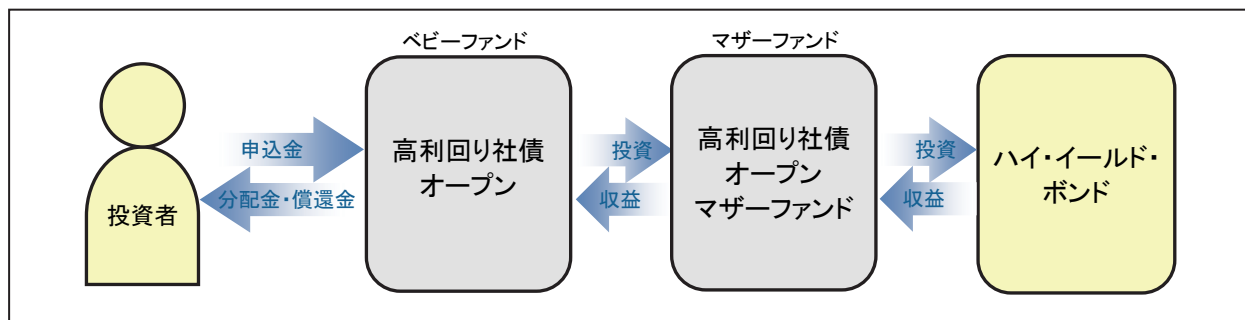 ベビーファンド
マザーファンド
投資者
申込金
分配金・償還金
高利回り社債
オープン
投資
収益
高利回り社債
オープン
マザーファンド
投資
収益
ハイ・イールド・
ボンド